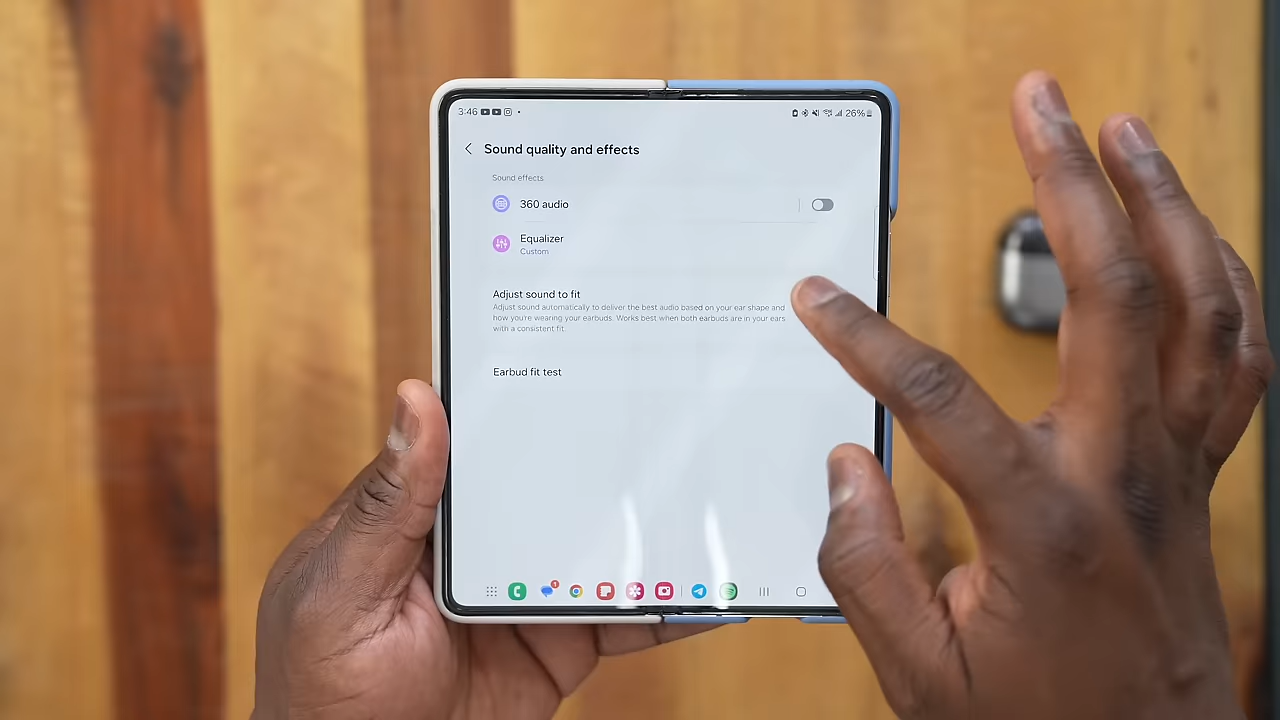 3:46
26%
Sound quality and effects
Sound effects
360 audio
Equalizer
Custom
Adjust sound to fit
Adjust sound automatically to deliver the best audio based on your ear shape and
how you're wearing your earbuds. Works best when both earbuds are in your ears
with a consistent fit.
Earbud fit test
1